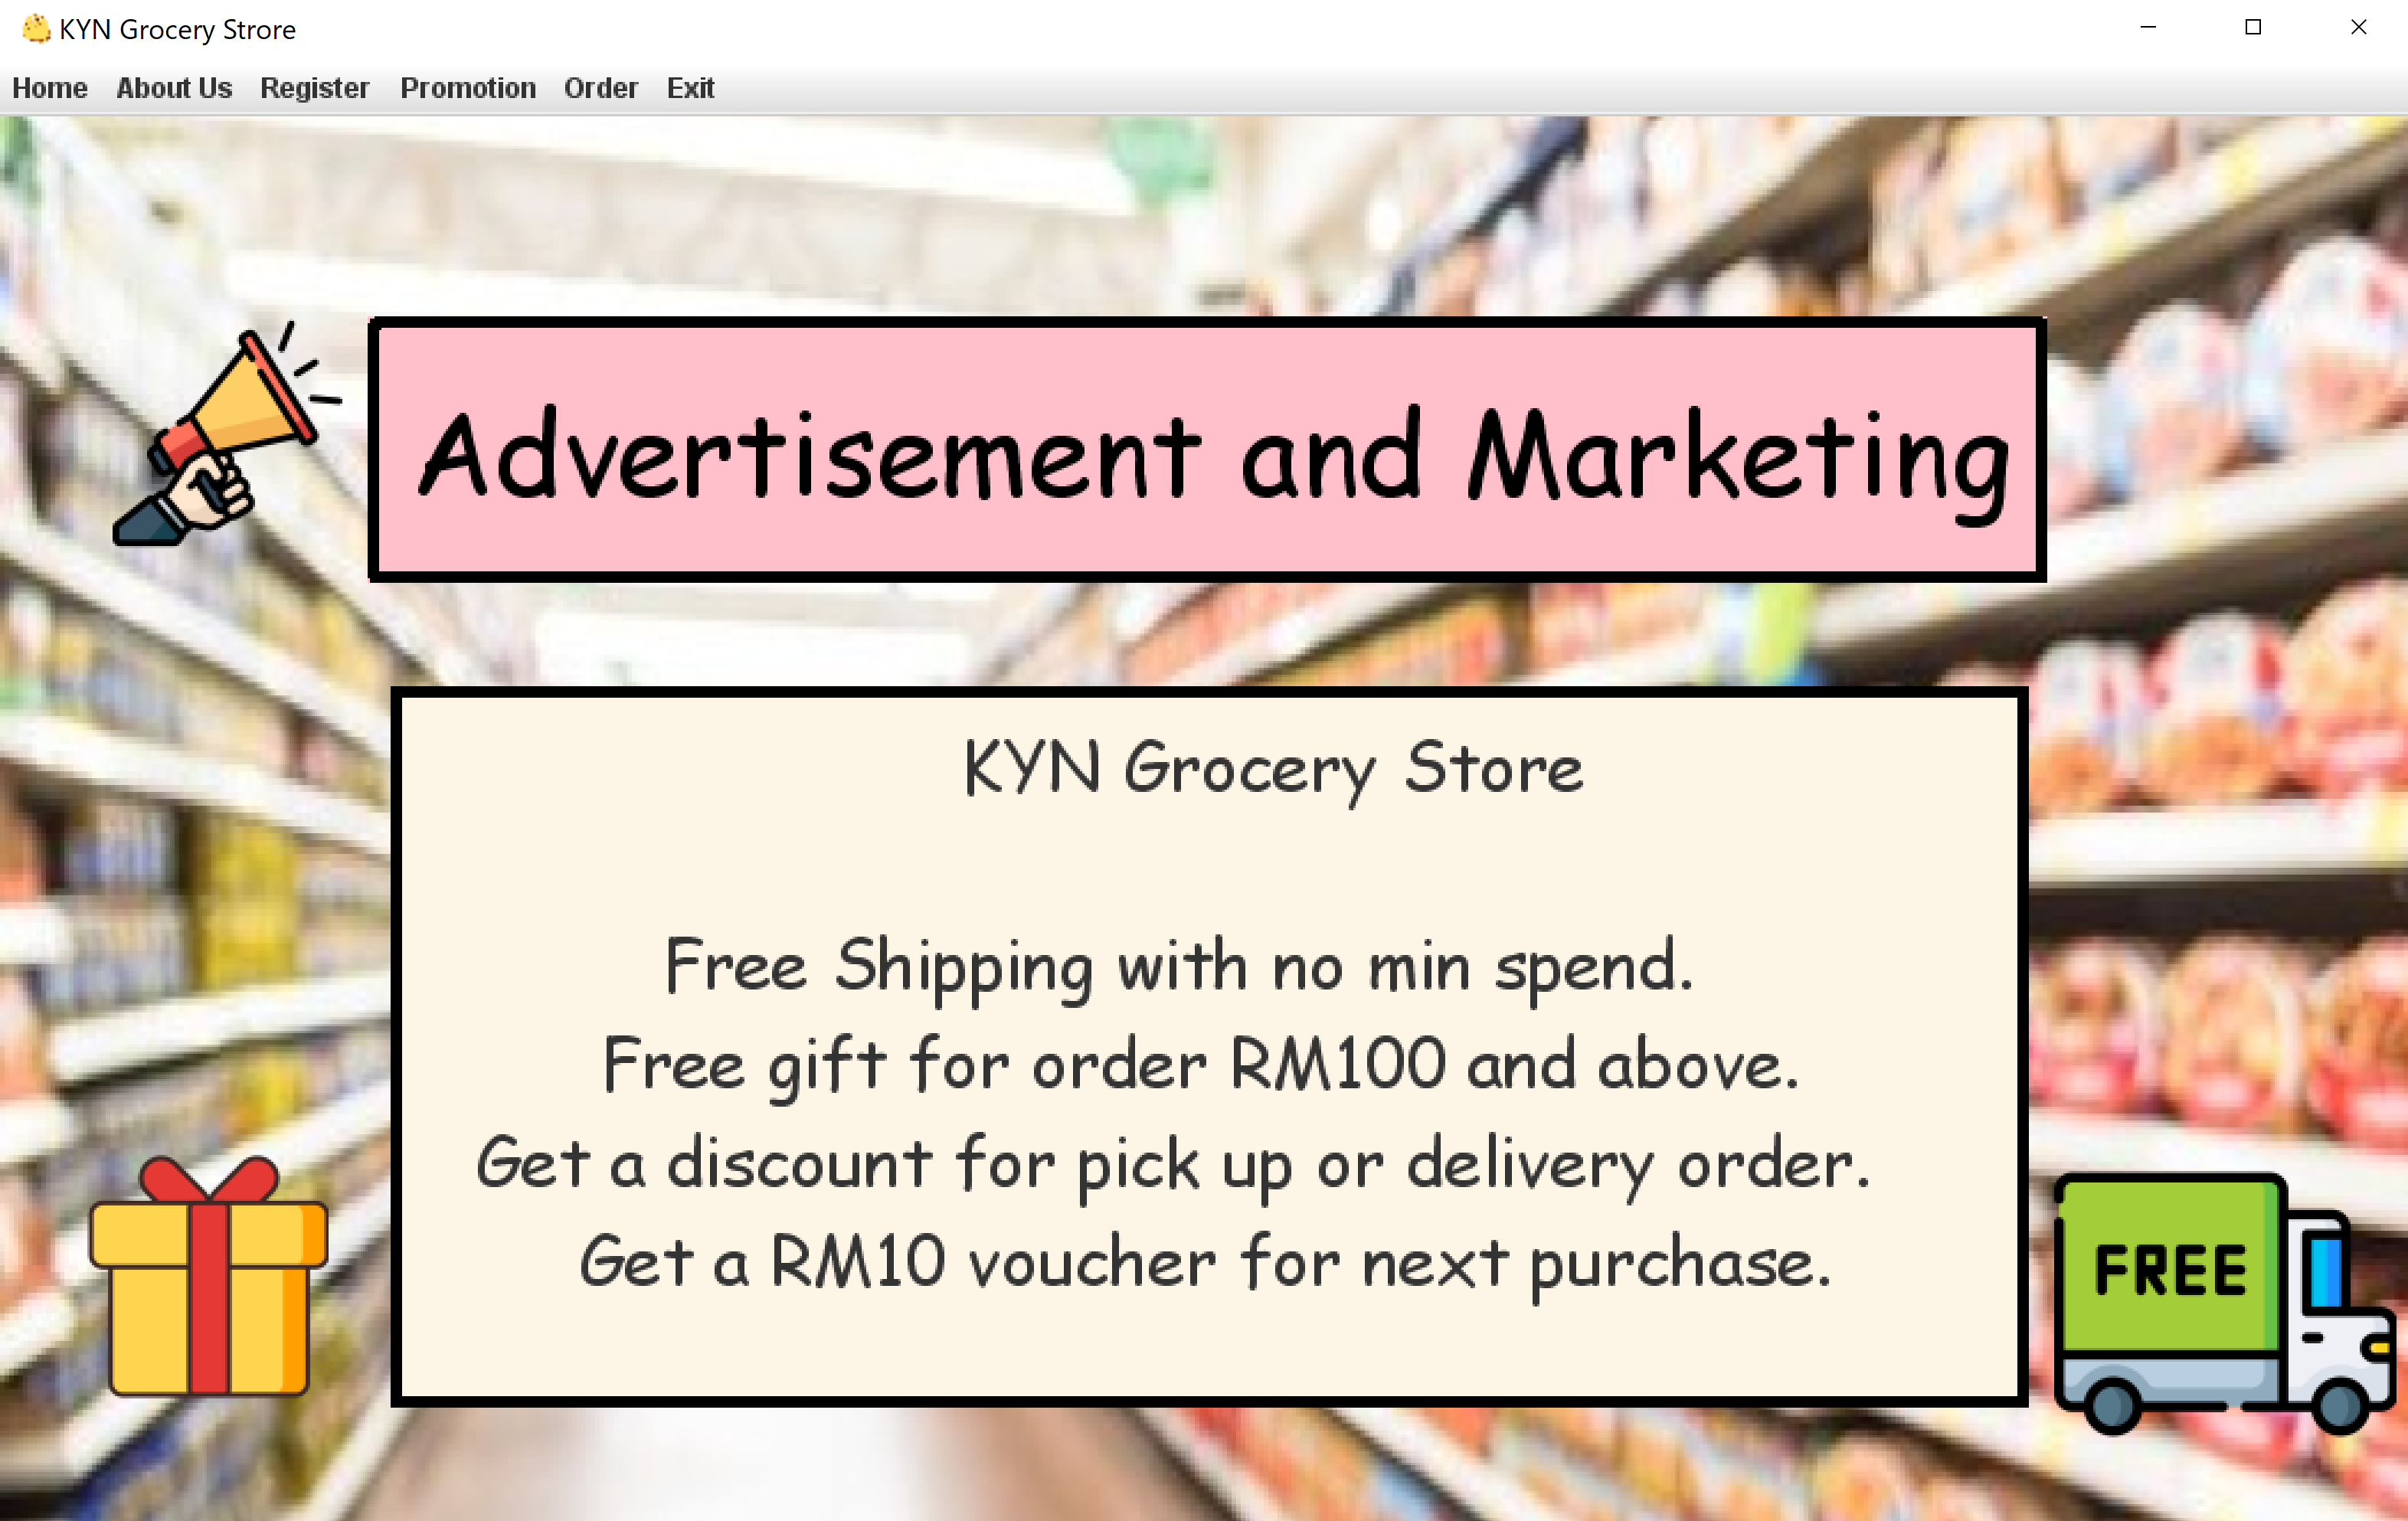 KYN Grocery Strore
Home About Us Register Promotion Order Exit
Advertisement and Marketing
KYN Grocery Store
Free Shipping with no min spend.
Free gift for order RM100 and above.
Get a discount for pick up or delivery order.
Get a RM10 voucher for next purchase.
FREE